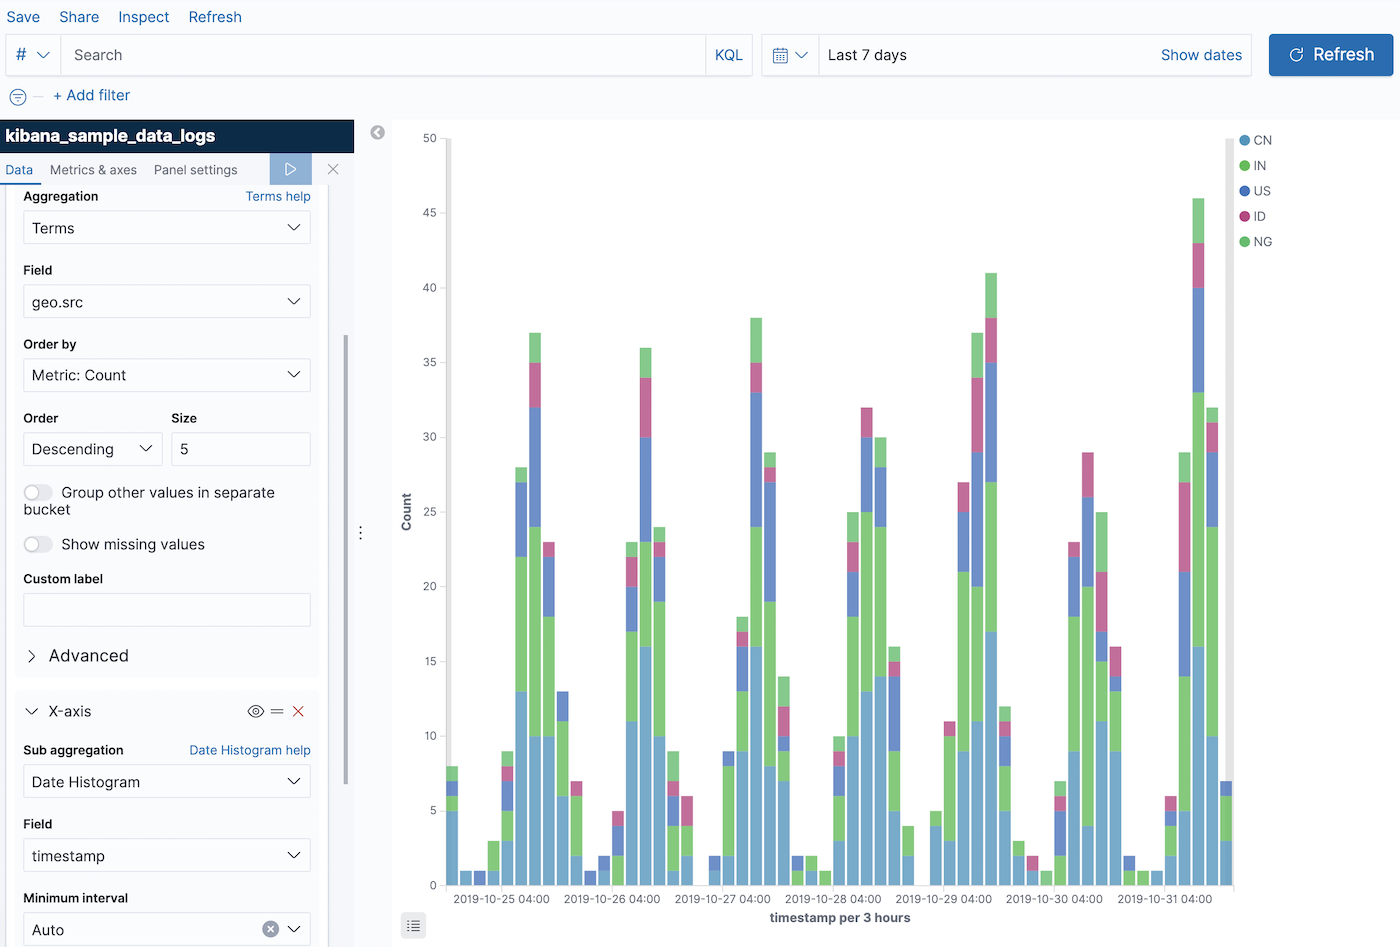 Save Share Inspect Refresh
# Search KQL Last 7 days Show dates Refresh
+ Add filter
kibana_sample_data_logs
Data Metrics & axes Panel settings
Aggregation Terms help
Terms
Field
geo.src
Order by
Metric: Count
Order Size
Descending 5
Group other values in separate
bucket
Show missing values
Custom label
Advanced
X-axis
Sub aggregation Date Histogram help
Date Histogram
Field
timestamp
Minimum interval
Auto
50
45
40
35
30
25
20
15
10
5
0
Count
2019-10-25 04:00 2019-10-26 04:00 2019-10-27 04:00 2019-10-28 04:00 2019-10-29 04:00 2019-10-30 04:00 2019-10-31 04:00
timestamp per 3 hours
CN
IN
US
ID
NG